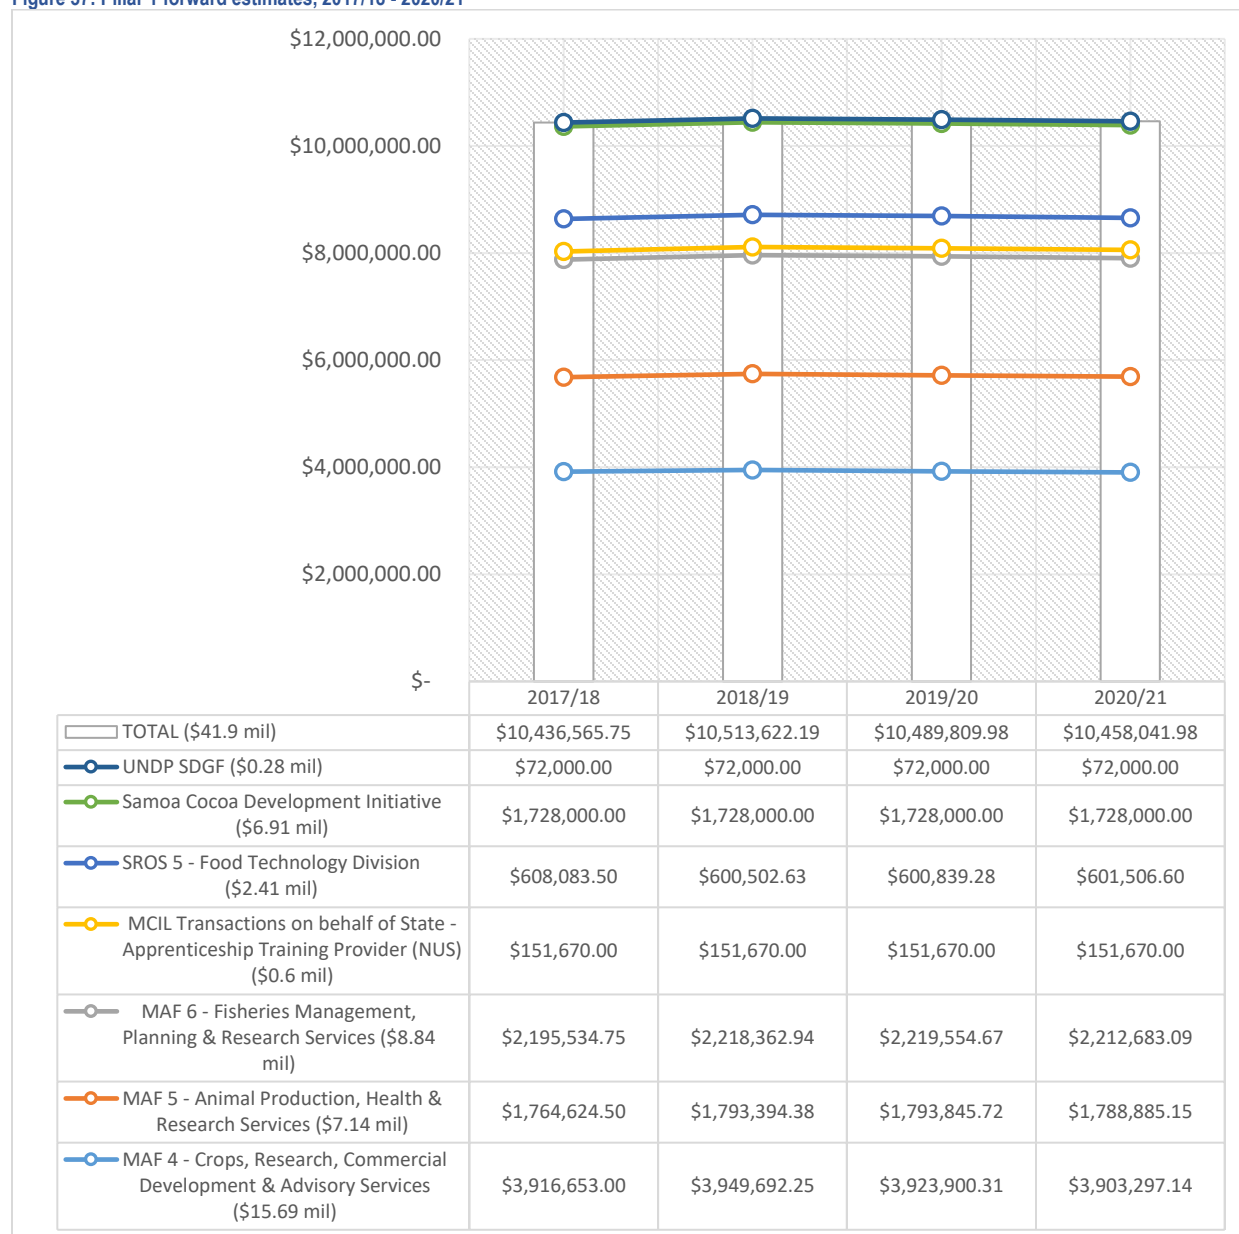 Figure 37: Pillar 1 forward estimates, 2017/18 - 2020/21
$12,000,000.00
$10,000,000.00
$8,000,000.00
$6,000,000.00
$4,000,000.00
$2,000,000.00
$-
2017/18 2018/19 2019/20 2020/21
TOTAL ($41.9 mil) $10,436,565.75 $10,513,622.19 $10,489,809.98 $10,458,041.98
UNDP SDGF ($0.28 mil) $72,000.00 $72,000.00 $72,000.00 $72,000.00
Samoa Cocoa Development Initiative
($6.91 mil)
$1,728,000.00 $1,728,000.00 $1,728,000.00 $1,728,000.00
SROS 5 - Food Technology Division
($2.41 mil)
$608,083.50 $600,502.63 $600,839.28 $601,506.60
MCIL Transactions on behalf of State -
Apprenticeship Training Provider (NUS)
($0.6 mil)
$151,670.00 $151,670.00 $151,670.00 $151,670.00
MAF 6 - Fisheries Management,
Planning & Research Services ($8.84
mil)
$2,195,534.75 $2,218,362.94 $2,219,554.67 $2,212,683.09
MAF 5 - Animal Production, Health &
Research Services ($7.14 mil)
$1,764,624.50 $1,793,394.38 $1,793,845.72 $1,788,885.15
MAF 4 - Crops, Research, Commercial
Development & Advisory Services
($15.69 mil)
$3,916,653.00 $3,949,692.25 $3,923,900.31 $3,903,297.14